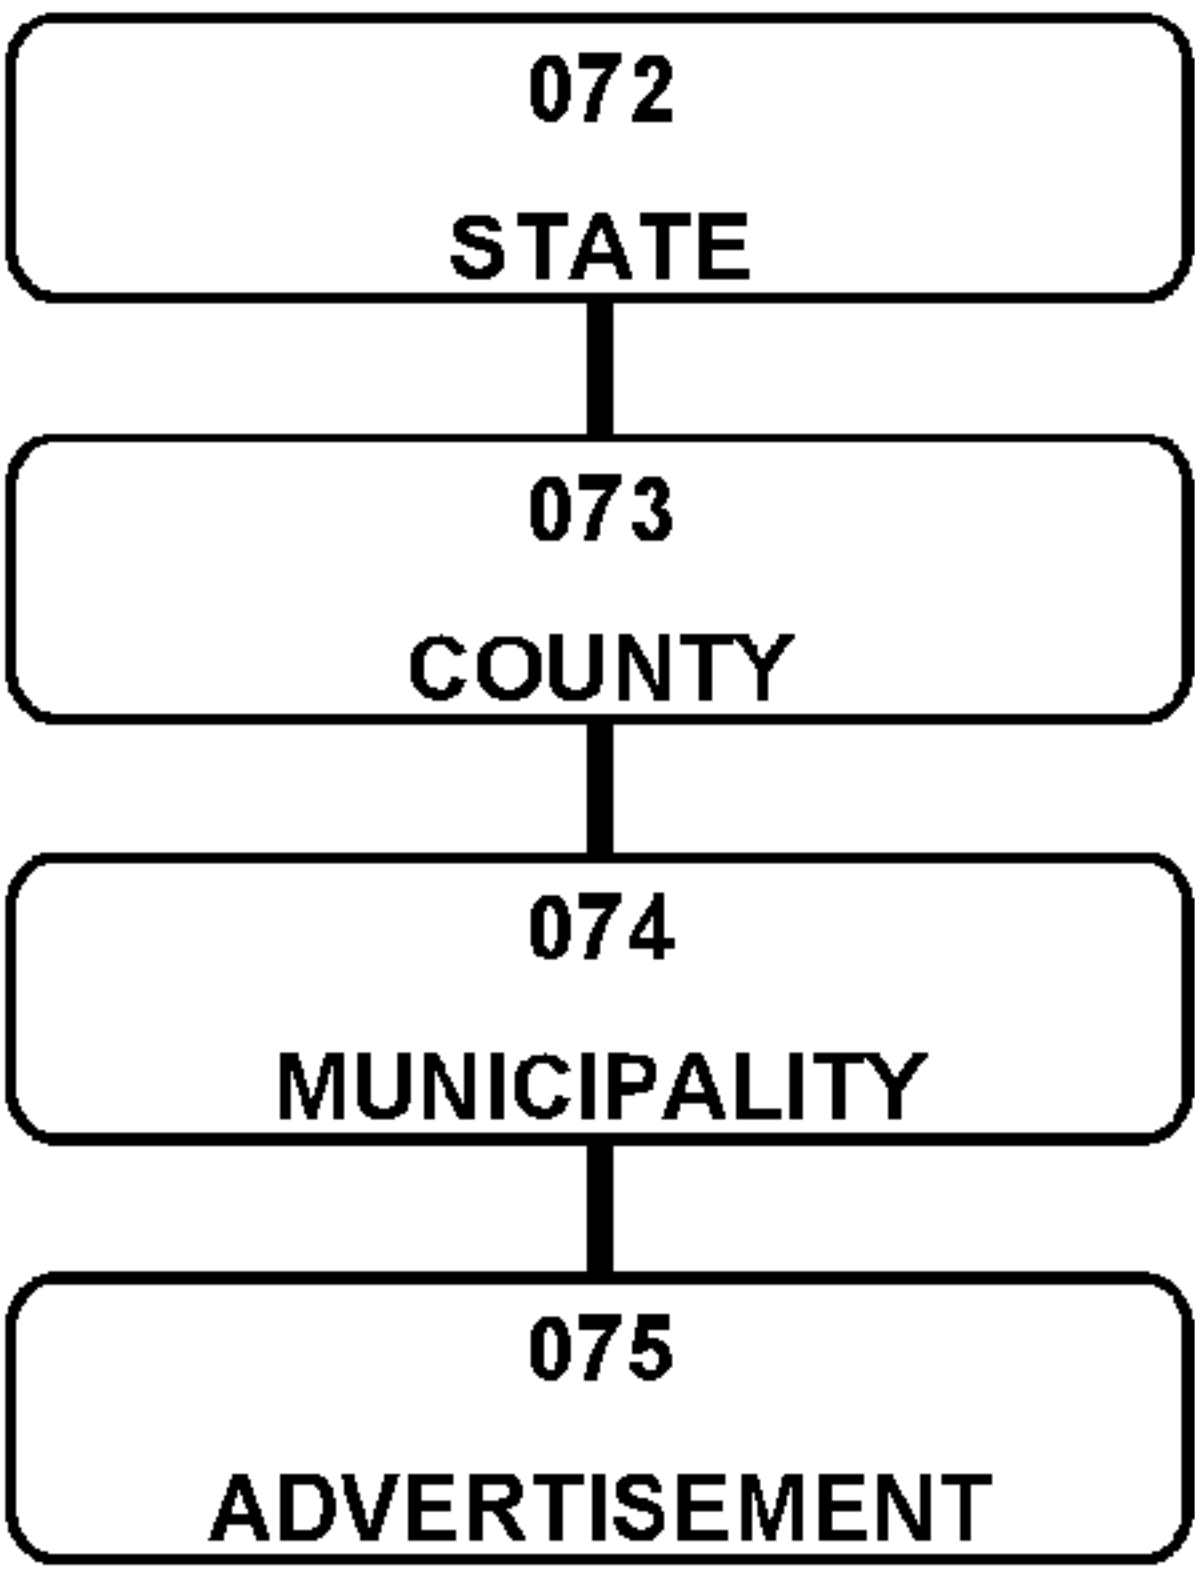 072
STATE
073
COUNTY
074
MUNICIPALITY
075
ADVERTISEMENT